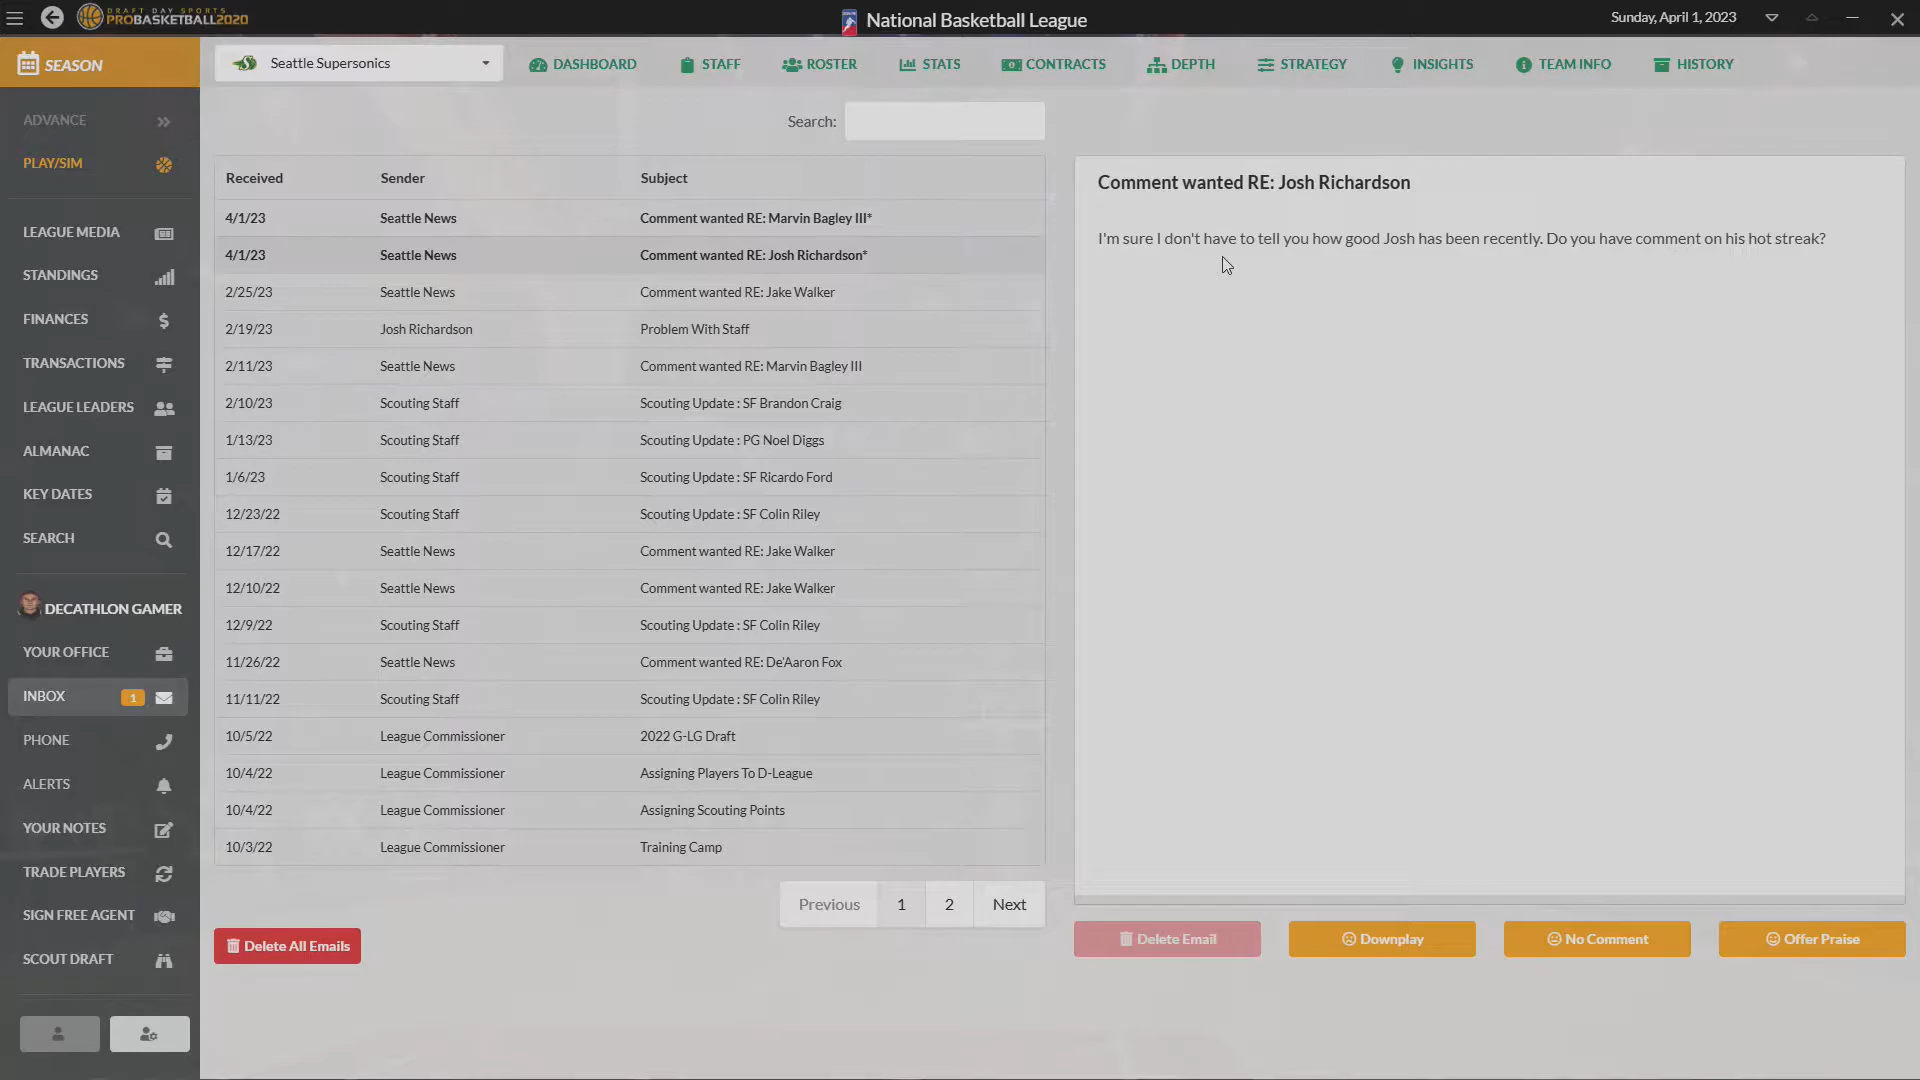 DRAFT DAY SPORTS
PROBASKETBALL2020
National Basketball League
Sunday, April 1, 2023
SEASON
Seattle Supersonics
DASHBOARD
STAFF
ROSTER
STATS
CONTRACTS
DEPTH
STRATEGY
INSIGHTS
TEAM INFO
HISTORY
ADVANCE
PLAY/SIM
LEAGUE MEDIA
STANDINGS
FINANCES
TRANSACTIONS
LEAGUE LEADERS
ALMANAC
KEY DATES
SEARCH
DECATHLON GAMER
YOUR OFFICE
INBOX 1
PHONE
ALERTS
YOUR NOTES
TRADE PLAYERS
SIGN FREE AGENT
SCOUT DRAFT
Search:
Received Sender Subject
4/1/23 Seattle News Comment wanted RE: Marvin Bagley III*
4/1/23 Seattle News Comment wanted RE: Josh Richardson*
2/25/23 Seattle News Comment wanted RE: Jake Walker
2/19/23 Josh Richardson Problem With Staff
2/11/23 Seattle News Comment wanted RE: Marvin Bagley III
2/10/23 Scouting Staff Scouting Update : SF Brandon Craig
1/13/23 Scouting Staff Scouting Update : PG Noel Diggs
1/6/23 Scouting Staff Scouting Update : SF Ricardo Ford
12/23/22 Scouting Staff Scouting Update : SF Colin Riley
12/17/22 Seattle News Comment wanted RE: Jake Walker
12/10/22 Seattle News Comment wanted RE: Jake Walker
12/9/22 Scouting Staff Scouting Update : SF Colin Riley
11/26/22 Seattle News Comment wanted RE: De'Aaron Fox
11/11/22 Scouting Staff Scouting Update : SF Colin Riley
10/5/22 League Commissioner 2022 G-LG Draft
10/4/22 League Commissioner Assigning Players To D-League
10/4/22 League Commissioner Assigning Scouting Points
10/3/22 League Commissioner Training Camp
Previous 1 2 Next
Delete All Emails
Comment wanted RE: Josh Richardson
I'm sure I don't have to tell you how good Josh has been recently. Do you have comment on his hot streak?
Delete Email
Downplay
No Comment
Offer Praise